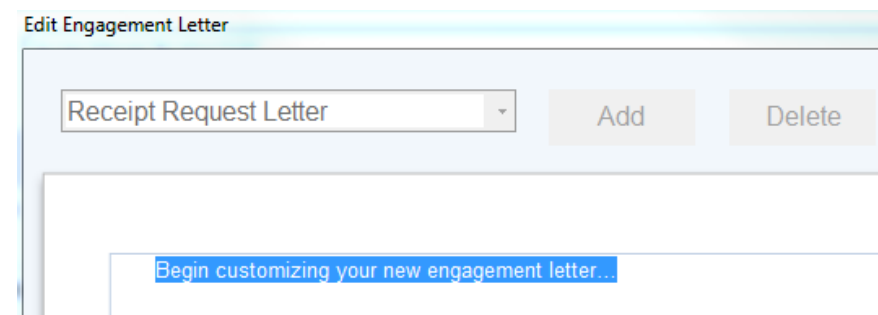 Edit Engagement Letter
Receipt Request Letter Add Delete
Begin customizing your new engagement letter...